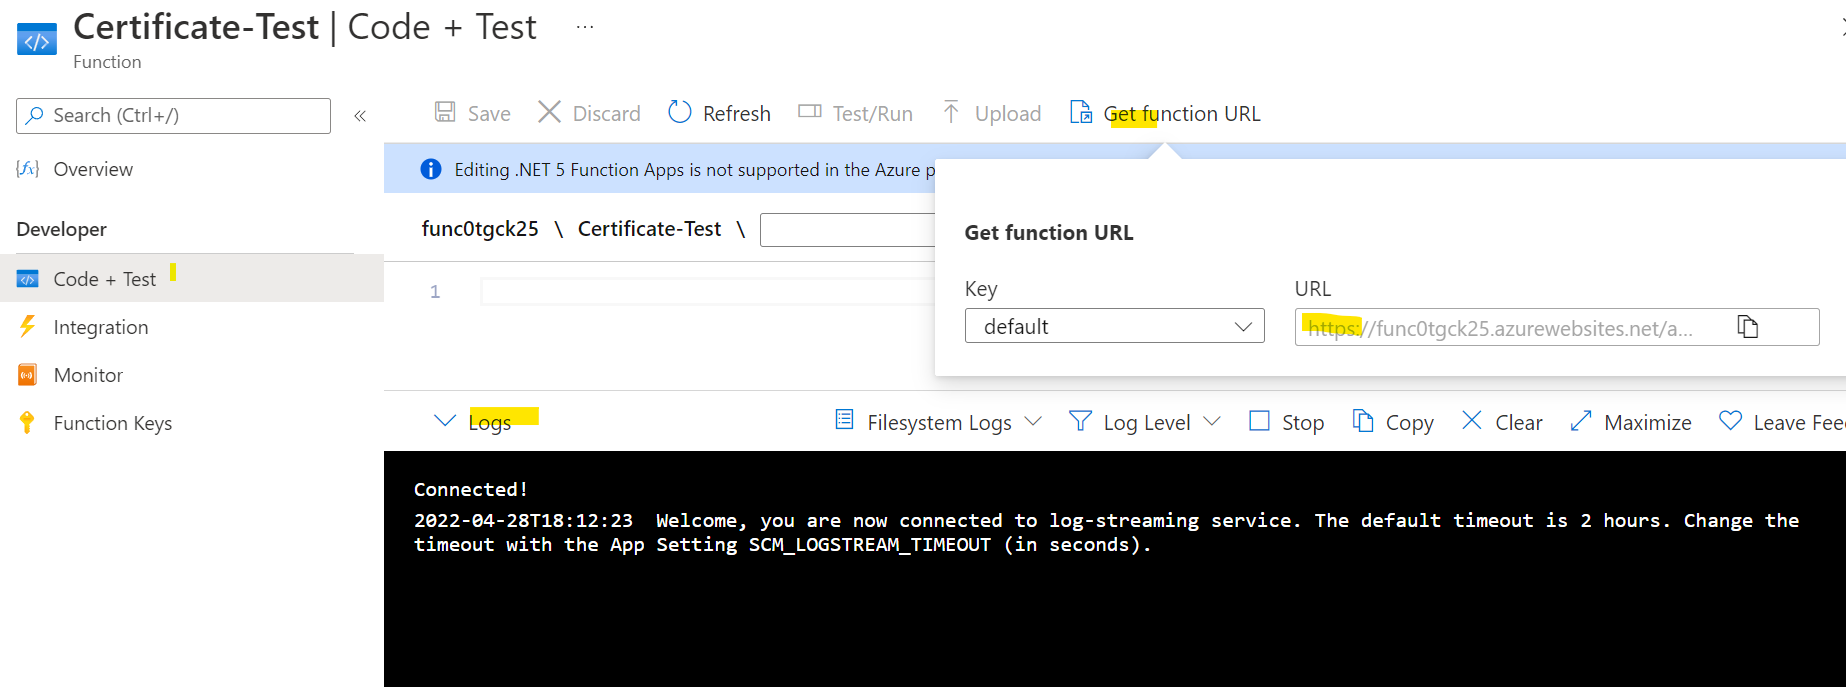 Certificate-Test | Code + Test ...
Function
Search (Ctrl+/)
«
Save
Discard
Refresh
Test/Run
Upload
Get function URL
{fx} Overview
Editing .NET 5 Function Apps is not supported in the Azure p
Developer
func0tgck25 \ Certificate-Test \
Get function URL
Code + Test
Key
URL
1
default
https://func0tgck25.azurewebsites.net/a...
Integration
Monitor
Function Keys
Logs
Filesystem Logs
Log Level
Stop
Copy
Clear
Maximize
Leave Fee
Connected!
2022-04-28T18:12:23  Welcome, you are now connected to log-streaming service. The default timeout is 2 hours. Change the
timeout with the App Setting SCM_LOGSTREAM_TIMEOUT (in seconds).